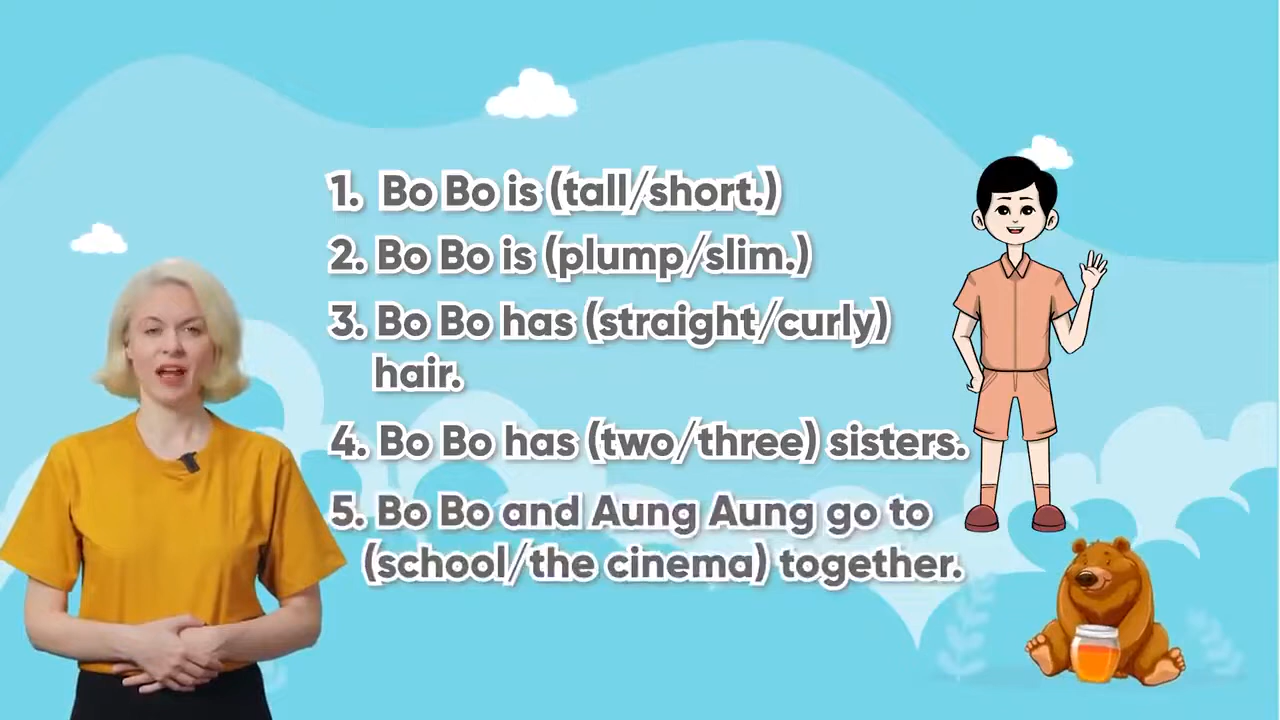 1. Bo Bo is (tall/short.)
2. Bo Bo is (plump/slim.)
3. Bo Bo has (straight/curly)
hair.
4. Bo Bo has (two/three) sisters.
5. Bo Bo and Aung Aung go to
(school/the cinema) together.